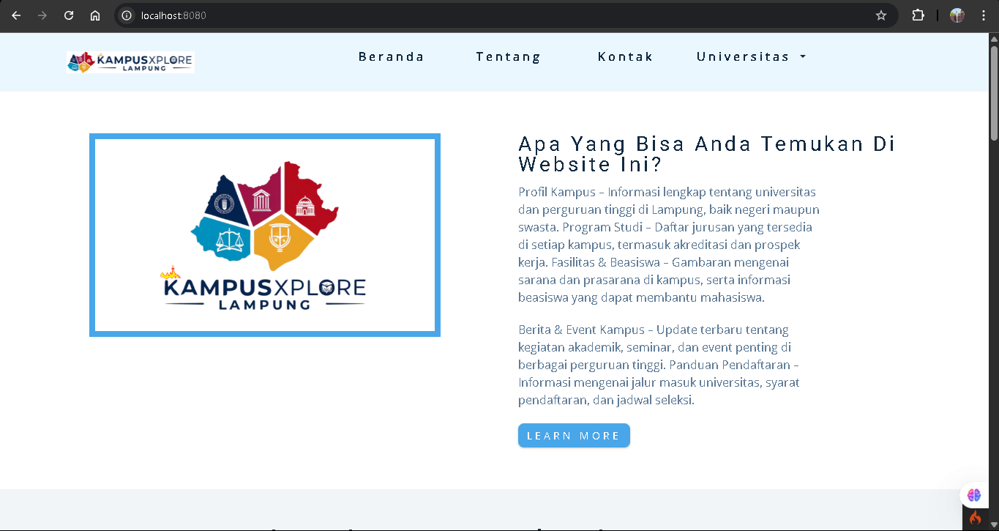 localhost:8080
KAMPUSXPLORE
LAMPUNG
Beranda
Tentang
Kontak
Universitas
KAMPUSXPLORE
LAMPUNG
Apa Yang Bisa Anda Temukan Di
Website Ini?
Profil Kampus – Informasi lengkap tentang universitas
dan perguruan tinggi di Lampung, baik negeri maupun
swasta. Program Studi – Daftar jurusan yang tersedia
di setiap kampus, termasuk akreditasi dan prospek
kerja. Fasilitas & Beasiswa – Gambaran mengenai
sarana dan prasarana di kampus, serta informasi
beasiswa yang dapat membantu mahasiswa.
Berita & Event Kampus – Update terbaru tentang
kegiatan akademik, seminar, dan event penting di
berbagai perguruan tinggi. Panduan Pendaftaran –
Informasi mengenai jalur masuk universitas, syarat
pendaftaran, dan jadwal seleksi.
LEARN MORE